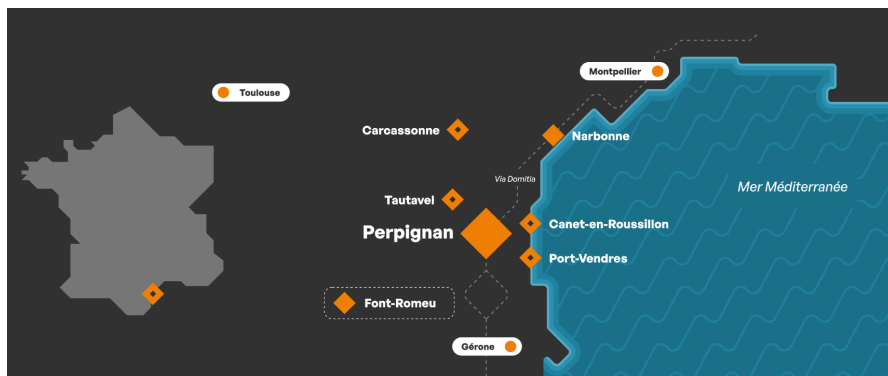 Montpellier
Toulouse
Carcassonne
Narbonne
Via Domitia
Mer Méditerranée
Tautavel
Canet-en-Roussillon
Perpignan
Port-Vendres
Font-Romeu
Gérone